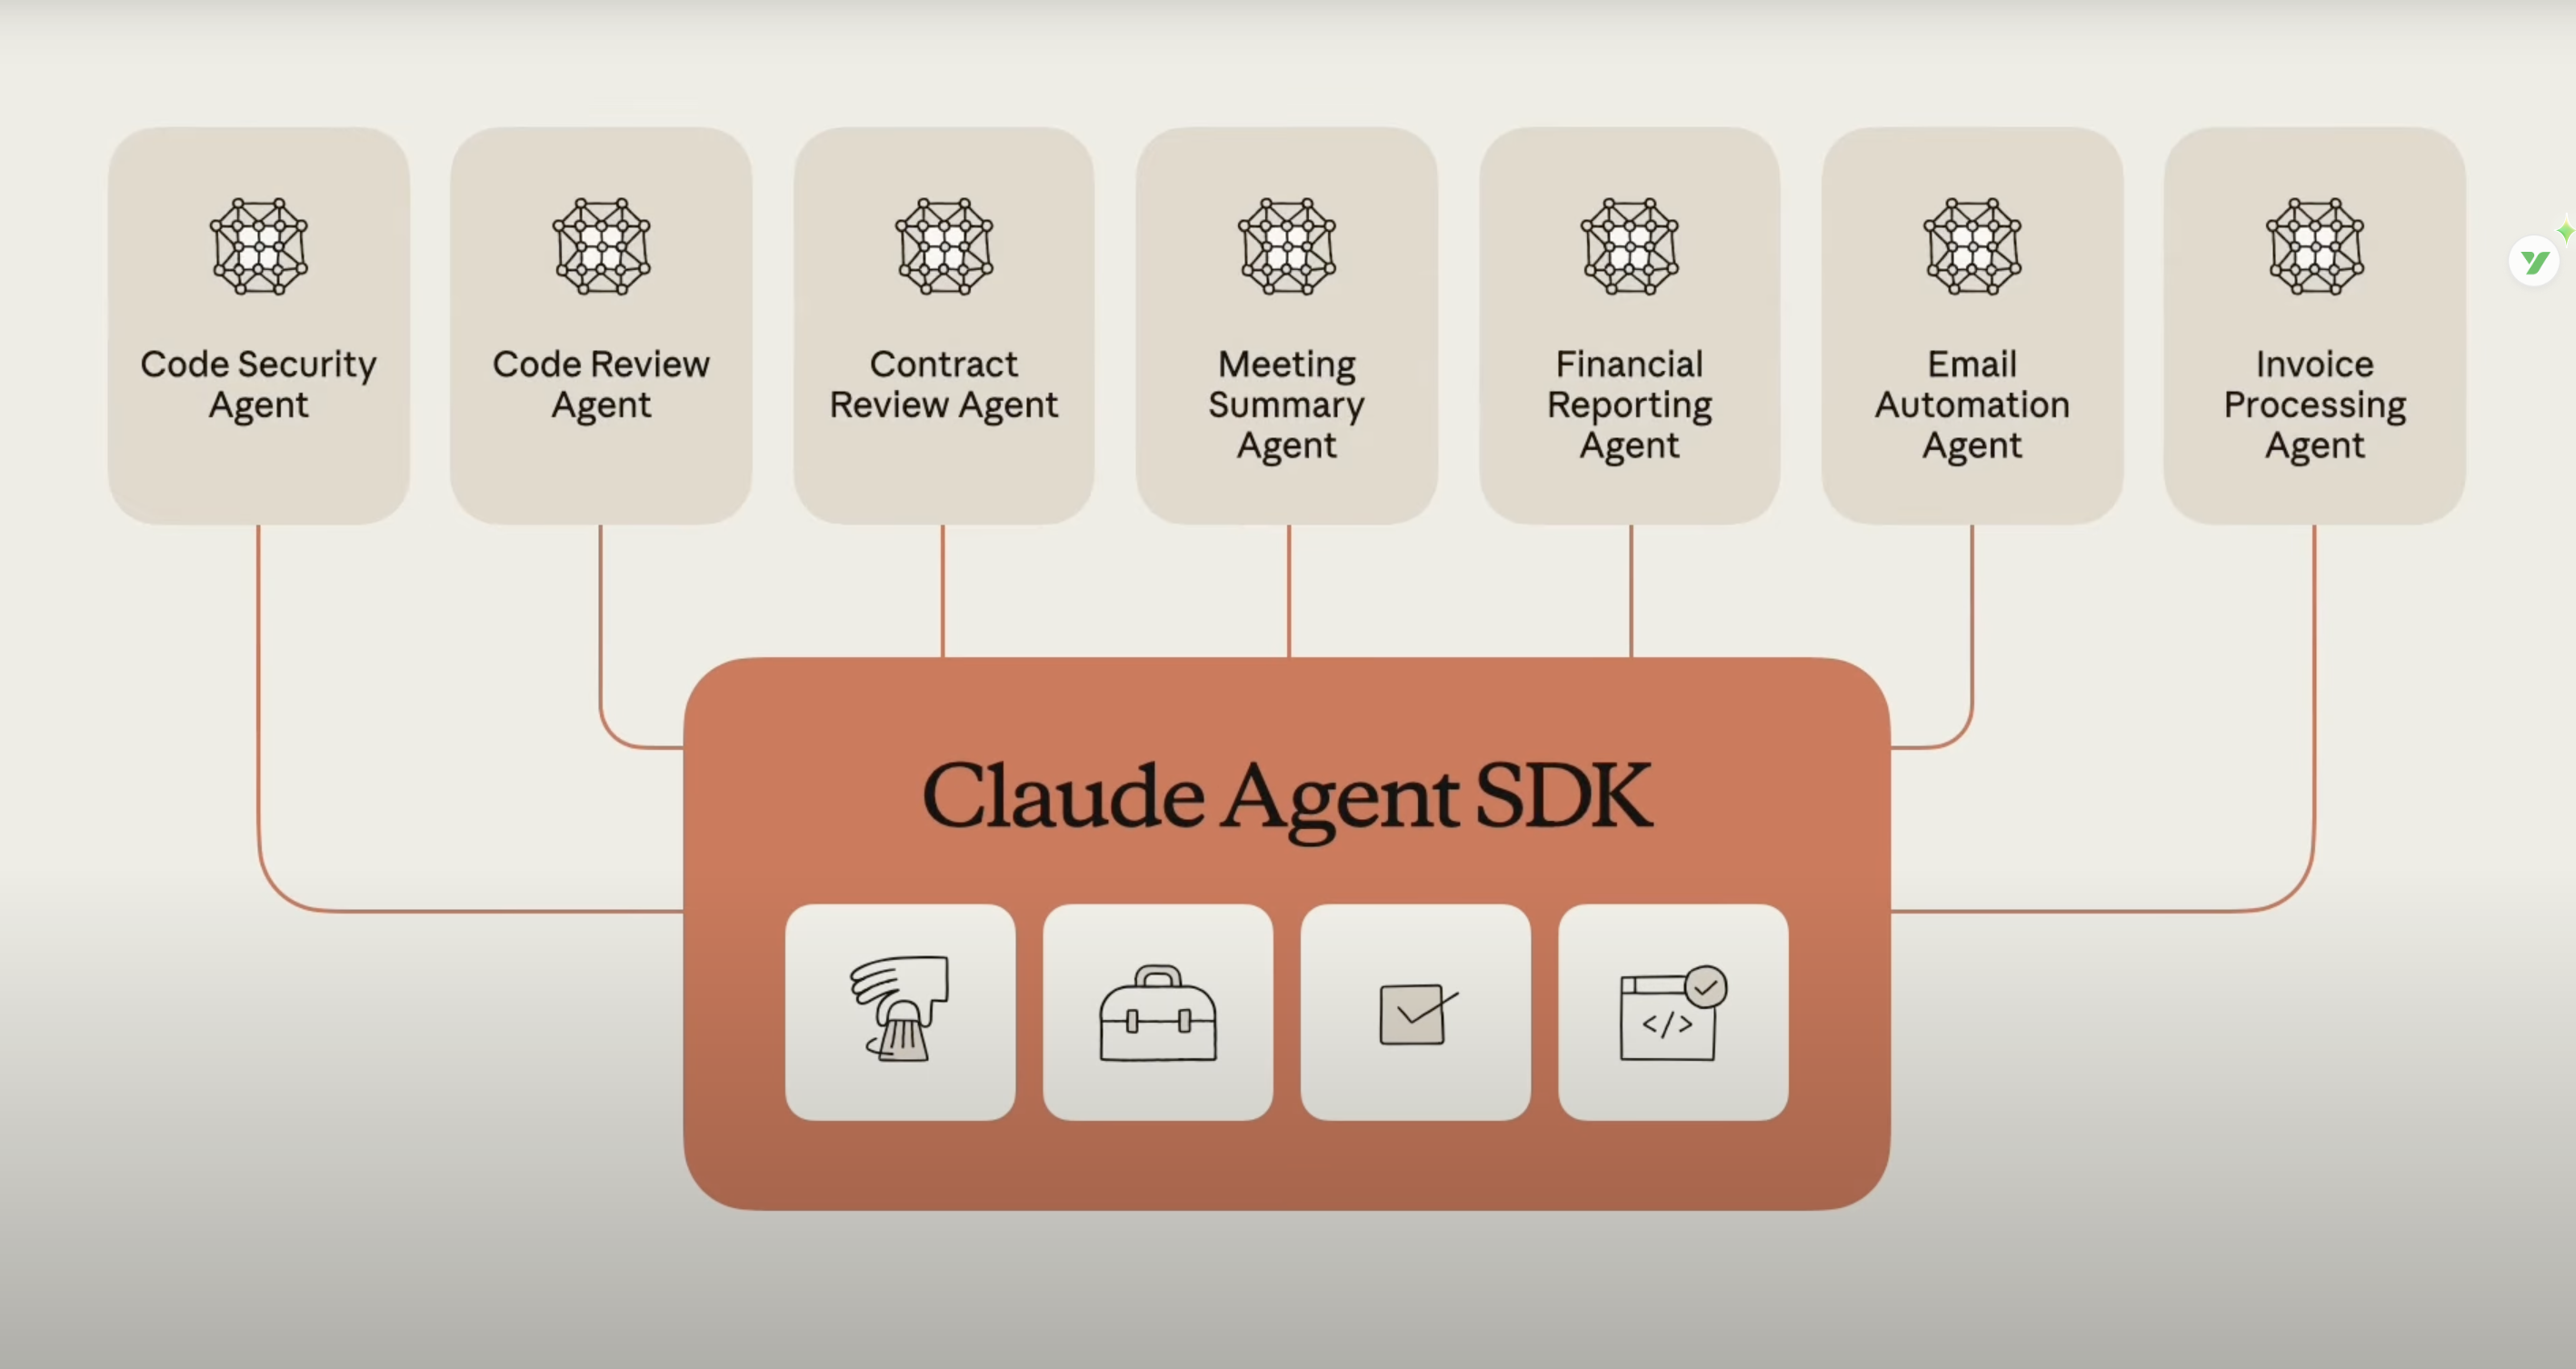 Code Security
Agent
Code Review
Agent
Contract
Review Agent
Meeting
Summary
Agent
Financial
Reporting
Agent
Email
Automation
Agent
Invoice
Processing
Agent
Claude Agent SDK
</>